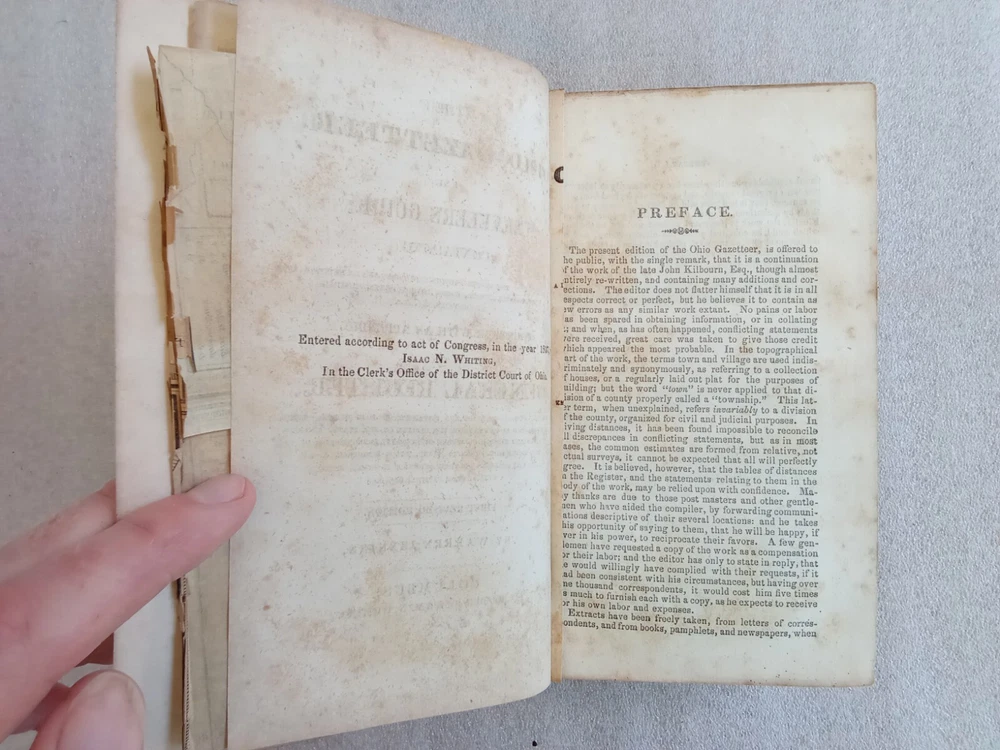 Entered according to act of Congress, in the year
ISAAC N. WHITING,
In the Clerk's Office of the District Court of
PREFACE.
The present edition of the Ohio Gazetteer, is offered to
he public, with the single remark, that it is a continuation
f the work of the late John Kilbourn, Esq., though almost
ntirely re-written, and containing many additions and cor-
ections. The editor does not flatter himself that it is in all
espects correct or perfect, but he believes it to contain as
ew errors as any similar work extant. No pains or labor
as been spared in obtaining information, or in collating
; and when, as has often happened, conflicting statements
ere received, great care was taken to give those credit
hich appeared the most probable. In the topographical
art of the work, the terms town and village are used indis-
riminately and synonymously, as referring to a collection
f houses, or a regularly laid out plat for the purposes of
uilding; but the word "town" is never applied to that di-
ision of a county properly called a "township." This lat-
er term, when unexplained, refers invariably to a division
f the county, organised for civil and judicial purposes. In
iving distances, it has been found impossible to reconcile
ll discrepances in conflicting statements, but as in most
ases, the common estimates are formed from relative, not
ctual surveys, it cannot be expected that all will perfectly
gree. It is believed, however, that the tables of distances
n the Register, and the statements relating to them in the
ody of the work, may be relied upon with confidence. Ma-
y thanks are due to those post masters and other gentle-
en who have aided the compiler, by forwarding communi-
ations descriptive of their several locations: and he takes
his opportunity of saying to them, that he will be happy, if
ver in his power, to reciprocate their favors. A few gen-
lemen have requested a copy of the work as a compensation
or their labor; and the editor has only to state in reply, that
e would willingly have complied with their requests, if it
ad been consistent with his circumstances, but having over
ne thousand correspondents, it would cost him five times
s much to furnish each with a copy, as he expects to receive
or his own labor and expenses.
Extracts have been freely taken, from letters of corres-
ondents, and from books, pamphlets, and newspapers, when